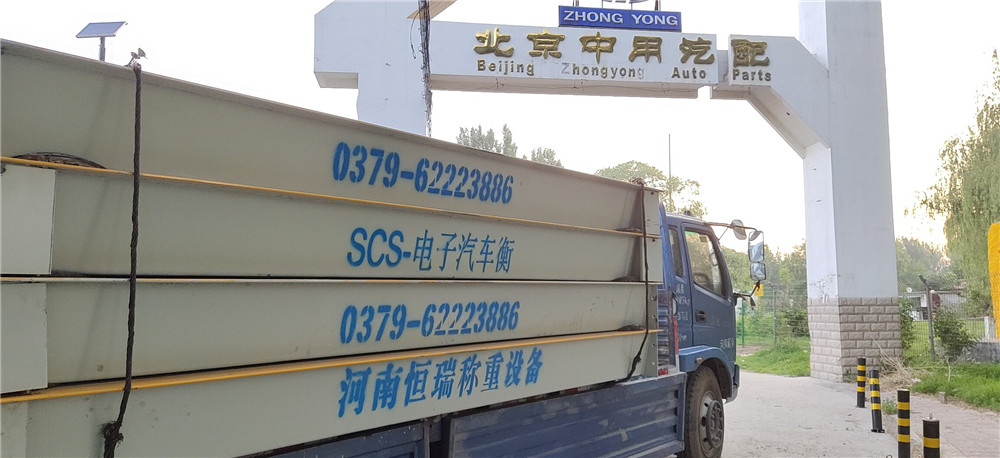 ZHONG YONG
北京中用汽配
Beijing Zhongyong Auto Parts
0379-62223886
SCS-电子汽车衡
0379-62223886
河南恒瑞称重设备